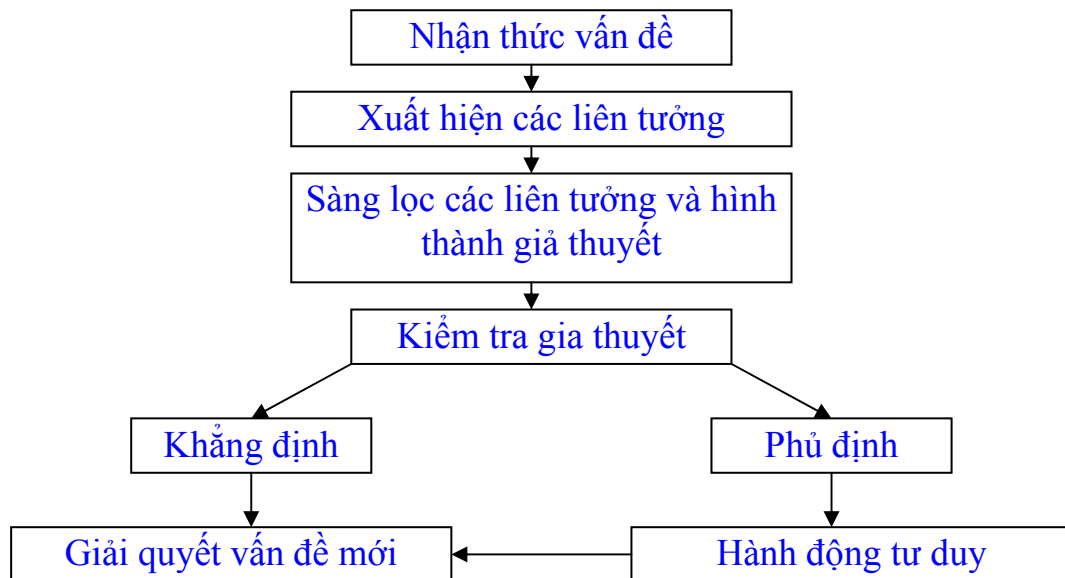 Nhận thức vấn đề
Xuất hiện các liên tưởng
Sàng lọc các liên tưởng và hình
thành giả thuyết
Kiểm tra gia thuyết
Khẳng định
Phủ định
Giải quyết vấn đề mới
Hành động tư duy